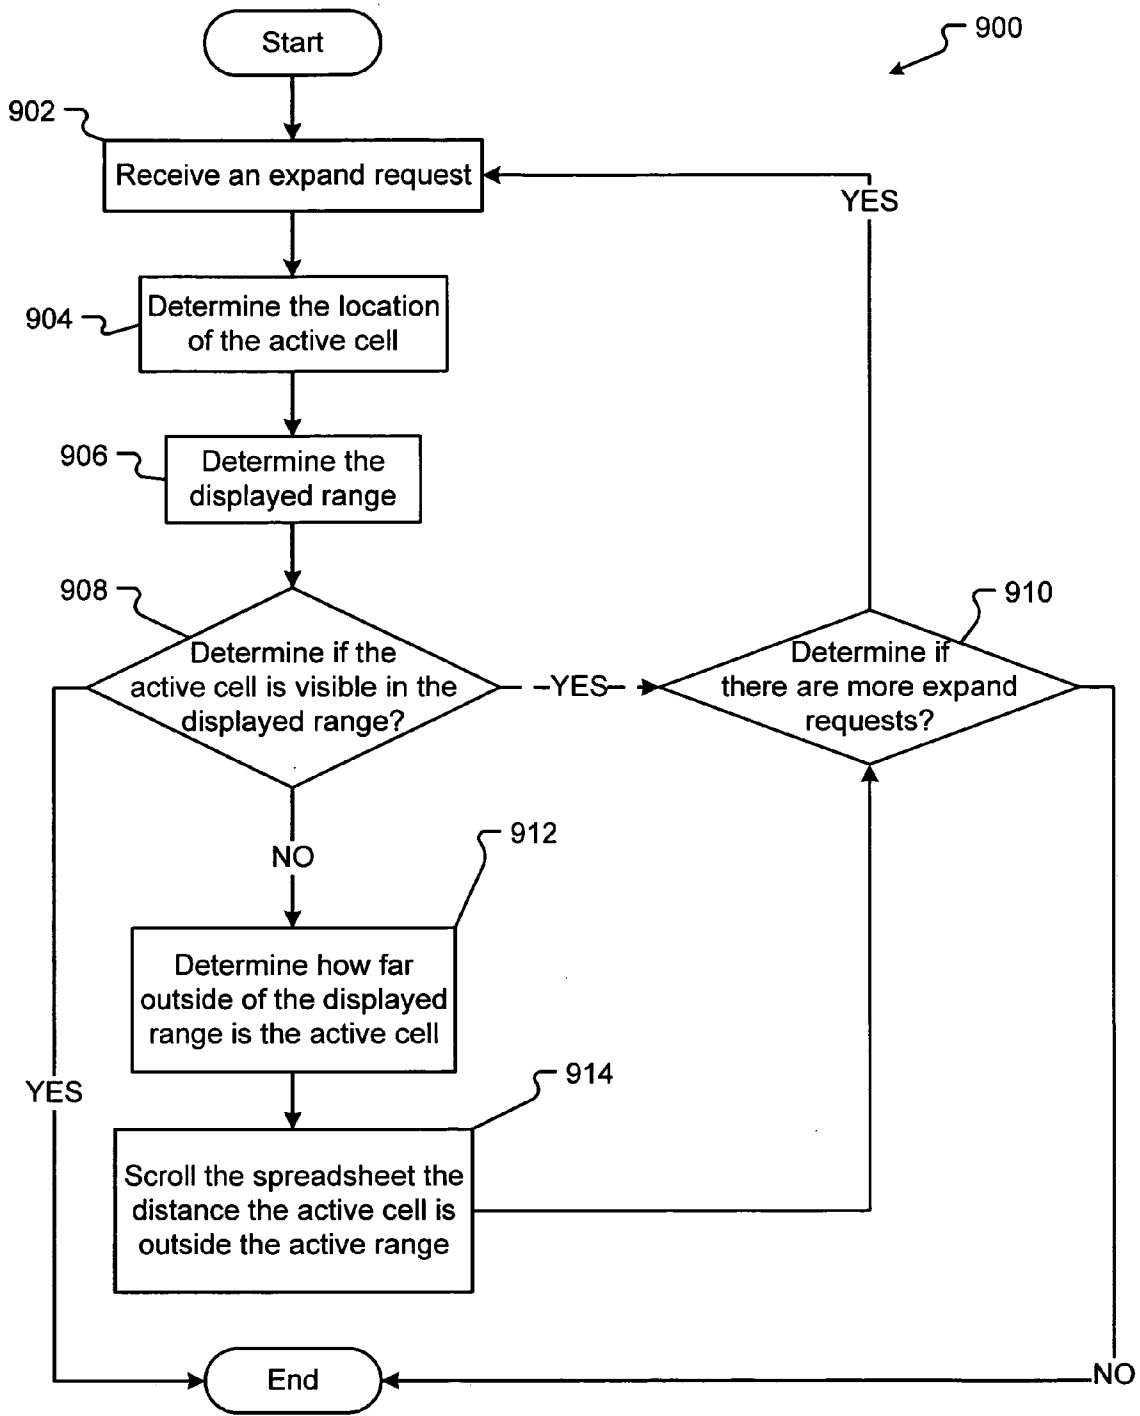 Start
900
902
Receive an expand request
YES
904
Determine the location
of the active cell
906
Determine the
displayed range
908
Determine if the
active cell is visible in the
displayed range?
YES
910
Determine if
there are more expand
requests?
NO
912
Determine how far
outside of the displayed
range is the active cell
YES
914
Scroll the spreadsheet the
distance the active cell is
outside the active range
End
NO